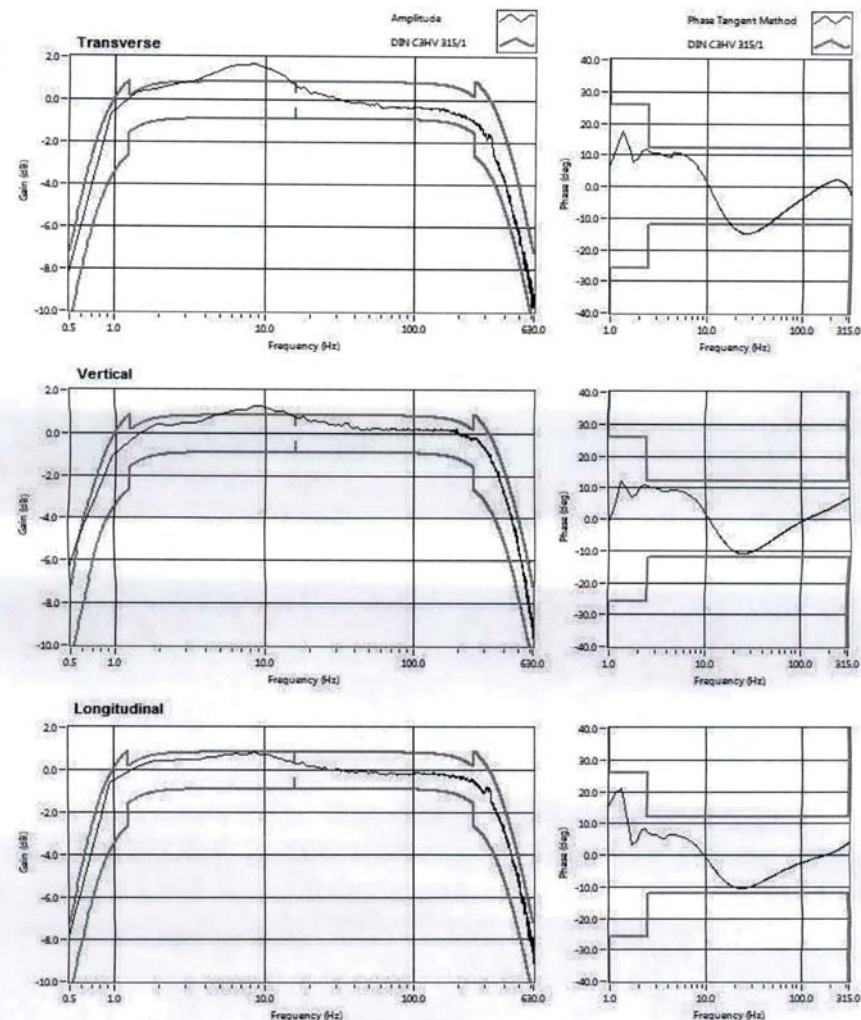 Amplitude
DIN C3HV 315/1
Phase Tangent Method
DIN C3HV 315/1
Transverse
Gain (dB)
2.0
0.0
-2.0
-4.0
-6.0
-8.0
-10.0
0.5 1.0 10.0 100.0 630.0
Frequency (Hz)
Phase (deg)
40.0
30.0
20.0
10.0
0.0
-10.0
-20.0
-30.0
-40.0
1.0 10.0 100.0 315.0
Frequency (Hz)
Vertical
Gain (dB)
2.0
0.0
-2.0
-4.0
-6.0
-8.0
-10.0
0.5 1.0 10.0 100.0 630.0
Frequency (Hz)
Phase (deg)
40.0
30.0
20.0
10.0
0.0
-10.0
-20.0
-30.0
-40.0
1.0 10.0 100.0 315.0
Frequency (Hz)
Longitudinal
Gain (dB)
2.0
0.0
-2.0
-4.0
-6.0
-8.0
-10.0
0.5 1.0 10.0 100.0 630.0
Frequency (Hz)
Phase (deg)
40.0
30.0
20.0
10.0
0.0
-10.0
-20.0
-30.0
-40.0
1.0 10.0 100.0 315.0
Frequency (Hz)